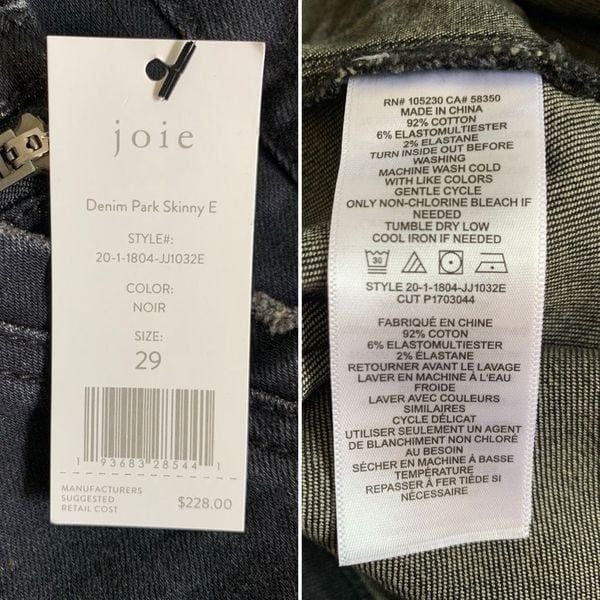 joie
Denim Park Skinny E
STYLE#:
20-1-1804-JJ1032E
COLOR:
NOIR
SIZE:
29
1 93683 28544 1
MANUFACTURERS
SUGGESTED
RETAIL COST
$228.00
RN# 105230 CA# 58350
MADE IN CHINA
92% COTTON
6% ELASTOMULTIESTER
2% ELASTANE
TURN INSIDE OUT BEFORE
WASHING
MACHINE WASH COLD
WITH LIKE COLORS
GENTLE CYCLE
ONLY NON-CHLORINE BLEACH IF
NEEDED
TUMBLE DRY LOW
COOL IRON IF NEEDED
30
STYLE 20-1-1804-JJ1032E
CUT P1703044
FABRIQUÉ EN CHINE
92% COTON
6% ELASTOMULTIESTER
2% ÉLASTANE
RETOURNER AVANT LE LAVAGE
LAVER EN MACHINE À L'EAU
FROIDE
LAVER AVEC COULEURS
SIMILAIRES
CYCLE DÉLICAT
UTILISER SEULEMENT UN AGENT
DE BLANCHIMENT NON CHLORÉ
AU BESOIN
SÉCHER EN MACHINE À BASSE
TEMPÉRATURE
REPASSER À FER TIÈDE SI
NÉCESSAIRE